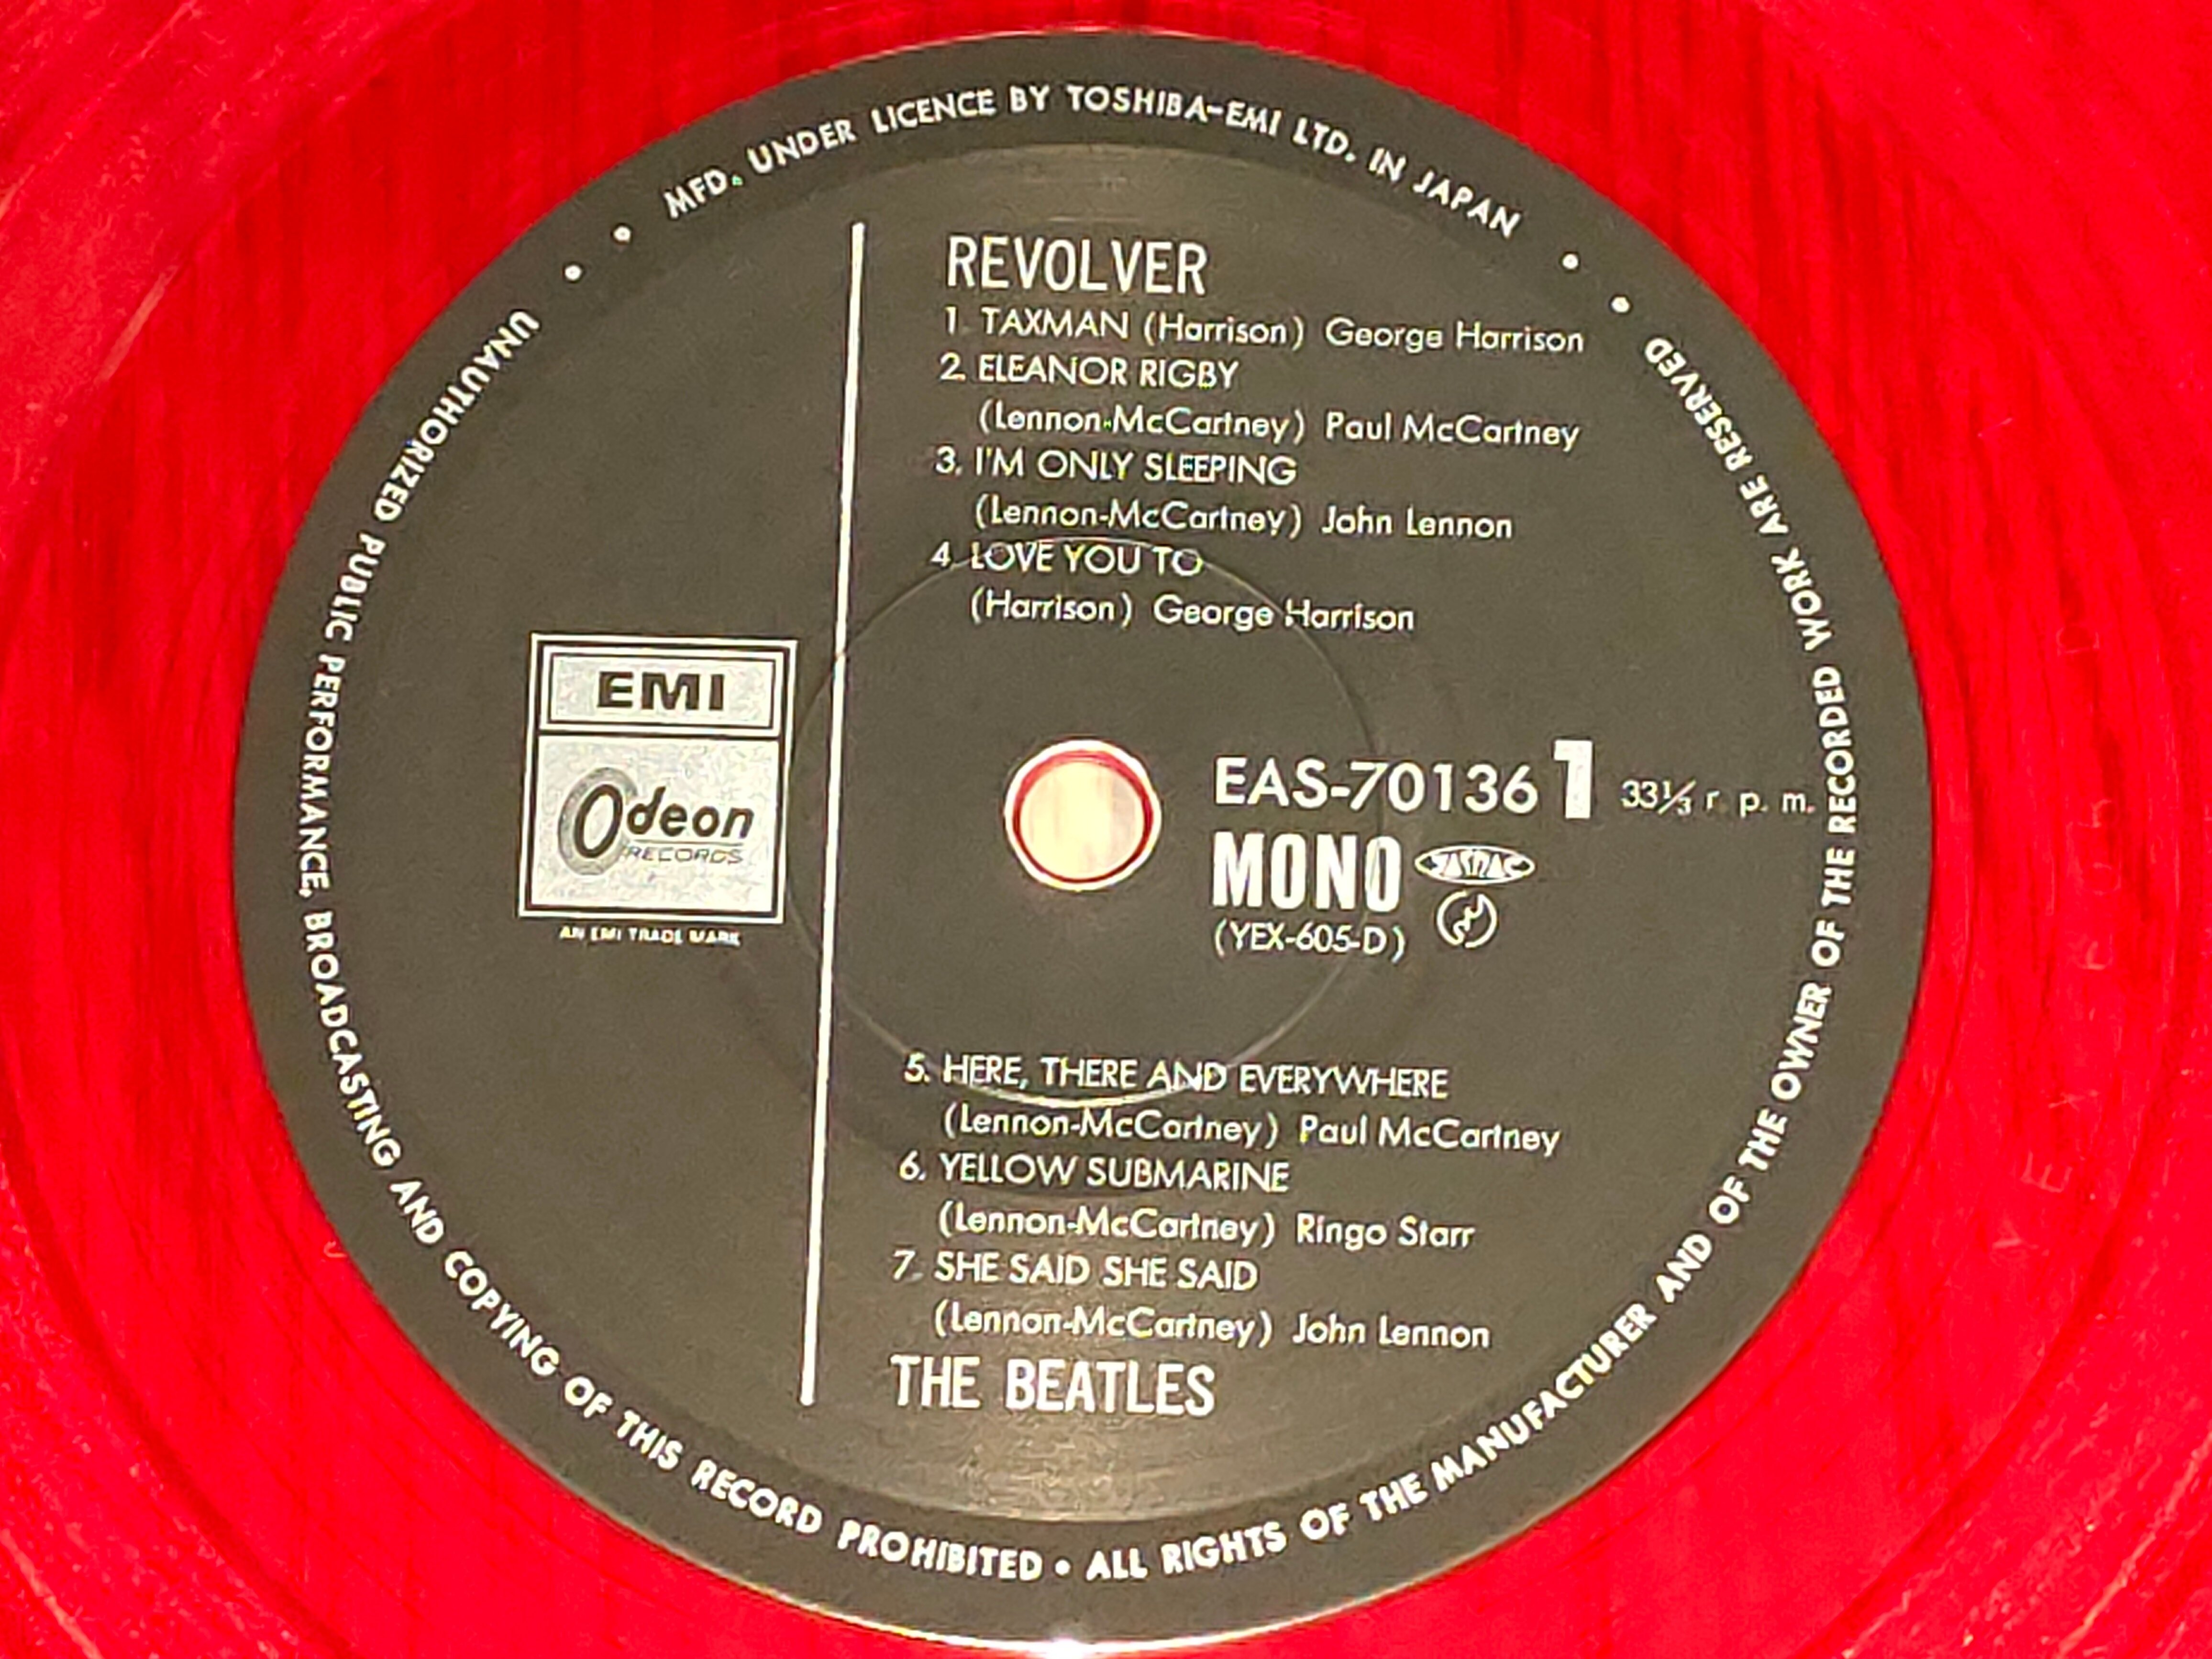 MFD. UNDER LICENCE BY TOSHIBA-EMI LTD. IN JAPAN
REVOLVER
1. TAXMAN (Harrison) George Harrison
2. ELEANOR RIGBY
(Lennon-McCartney) Paul McCartney
3. I'M ONLY SLEEPING
(Lennon-McCartney) John Lennon
4. LOVE YOU TO
(Harrison) George Harrison
EMI
Odeon
RECORDS
AN EMI TRADE MARK
EAS-70136 1 33⅓ r. p. m.
MONO JASRAC
(YEX-605-D)
5. HERE, THERE AND EVERYWHERE
(Lennon-McCartney) Paul McCartney
6. YELLOW SUBMARINE
(Lennon-McCartney) Ringo Starr
7. SHE SAID SHE SAID
(Lennon-McCartney) John Lennon
THE BEATLES
UNAUTHORIZED PUBLIC PERFORMANCE, BROADCASTING AND COPYING OF THIS RECORD PROHIBITED • ALL RIGHTS OF THE MANUFACTURER AND OF THE OWNER OF THE RECORDED WORK ARE RESERVED